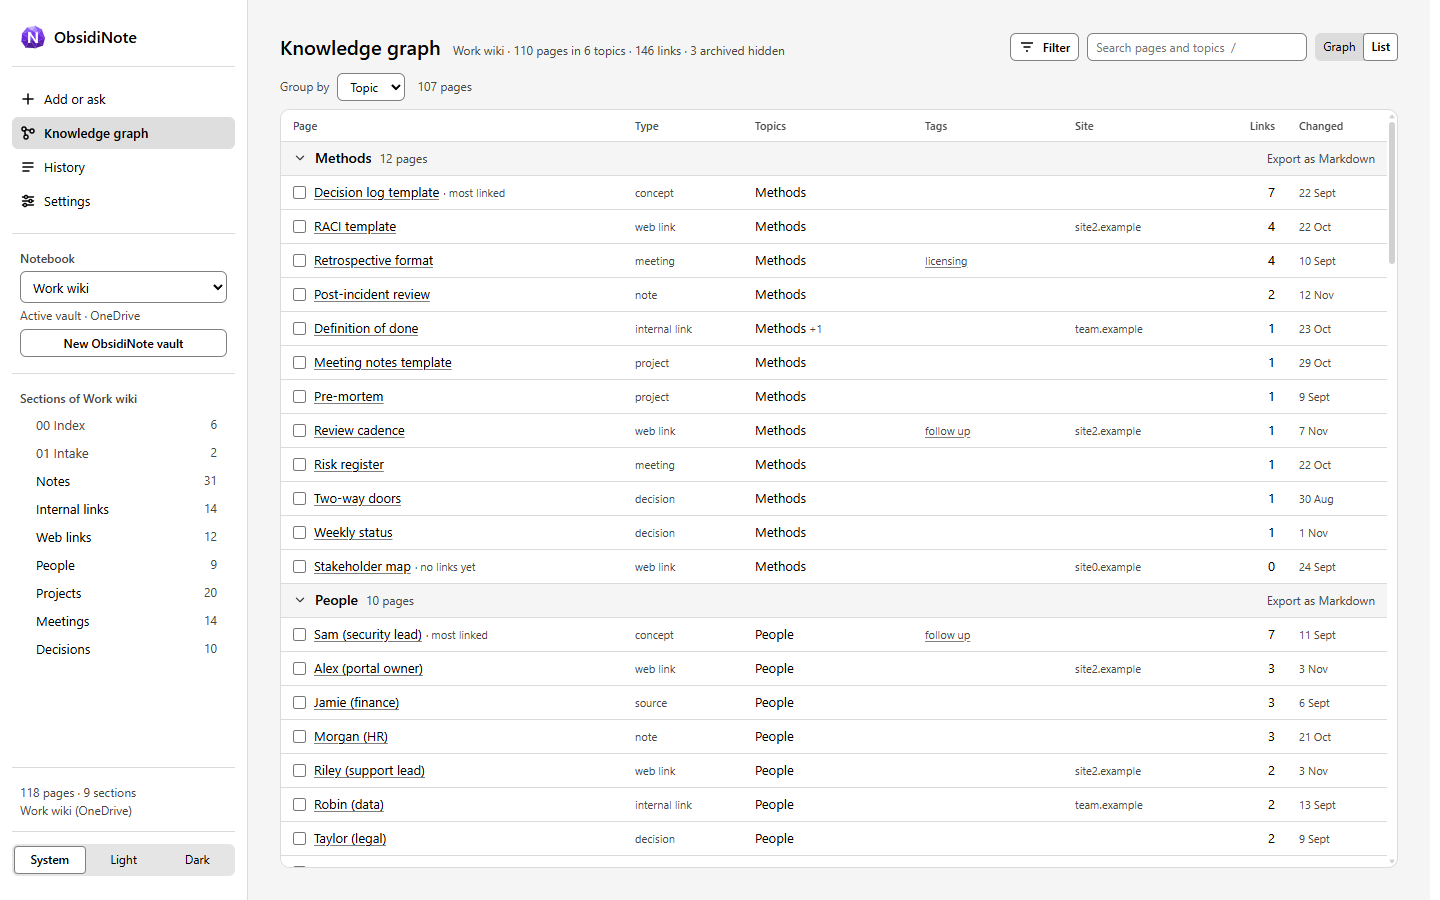 ObsidiNote
Add or ask
Knowledge graph
History
Settings
Notebook
Work wiki
Active vault · OneDrive
New ObsidiNote vault
Sections of Work wiki
00 Index 6
01 Intake 2
Notes 31
Internal links 14
Web links 12
People 9
Projects 20
Meetings 14
Decisions 10
118 pages · 9 sections
Work wiki (OneDrive)
System Light Dark
Knowledge graph Work wiki · 110 pages in 6 topics · 146 links · 3 archived hidden Filter Search pages and topics / Graph List
Group by Topic 107 pages
Page Type Topics Tags Site Links Changed
Methods 12 pages Export as Markdown
Decision log template · most linked concept Methods 7 22 Sept
RACI template web link Methods site2.example 4 22 Oct
Retrospective format meeting Methods licensing 4 10 Sept
Post-incident review note Methods 2 12 Nov
Definition of done internal link Methods +1 team.example 1 23 Oct
Meeting notes template project Methods 1 29 Oct
Pre-mortem project Methods 1 9 Sept
Review cadence web link Methods follow up site2.example 1 7 Nov
Risk register meeting Methods 1 22 Oct
Two-way doors decision Methods 1 30 Aug
Weekly status decision Methods 1 1 Nov
Stakeholder map · no links yet web link Methods site0.example 0 24 Sept
People 10 pages Export as Markdown
Sam (security lead) · most linked concept People follow up 7 11 Sept
Alex (portal owner) web link People site2.example 3 3 Nov
Jamie (finance) source People 3 6 Sept
Morgan (HR) note People 3 21 Oct
Riley (support lead) web link People site2.example 2 3 Nov
Robin (data) internal link People team.example 2 13 Sept
Taylor (legal) decision People 2 9 Sept